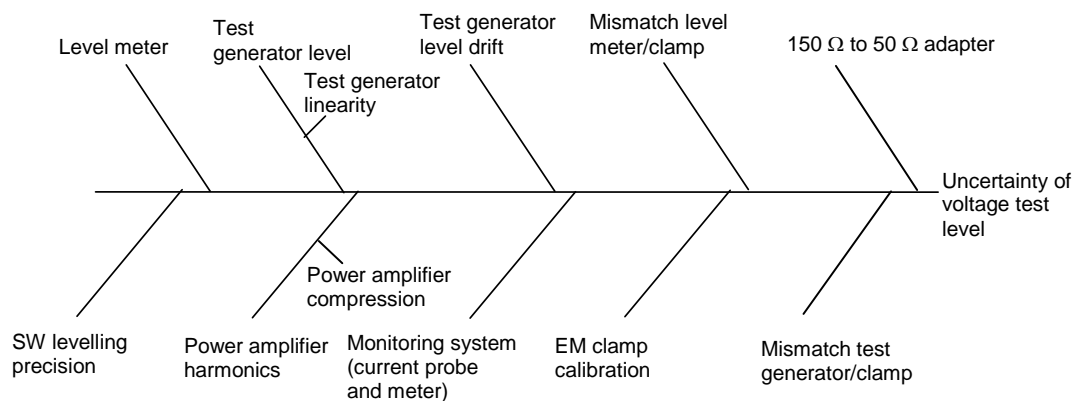 Level meter
Test
generator level
Test generator
level drift
Mismatch level
meter/clamp
150 Ω to 50 Ω adapter
Test generator
linearity
Uncertainty of
voltage test
level
Power amplifier
compression
SW levelling
precision
Power amplifier
harmonics
Monitoring system
(current probe
and meter)
EM clamp
calibration
Mismatch test
generator/clamp